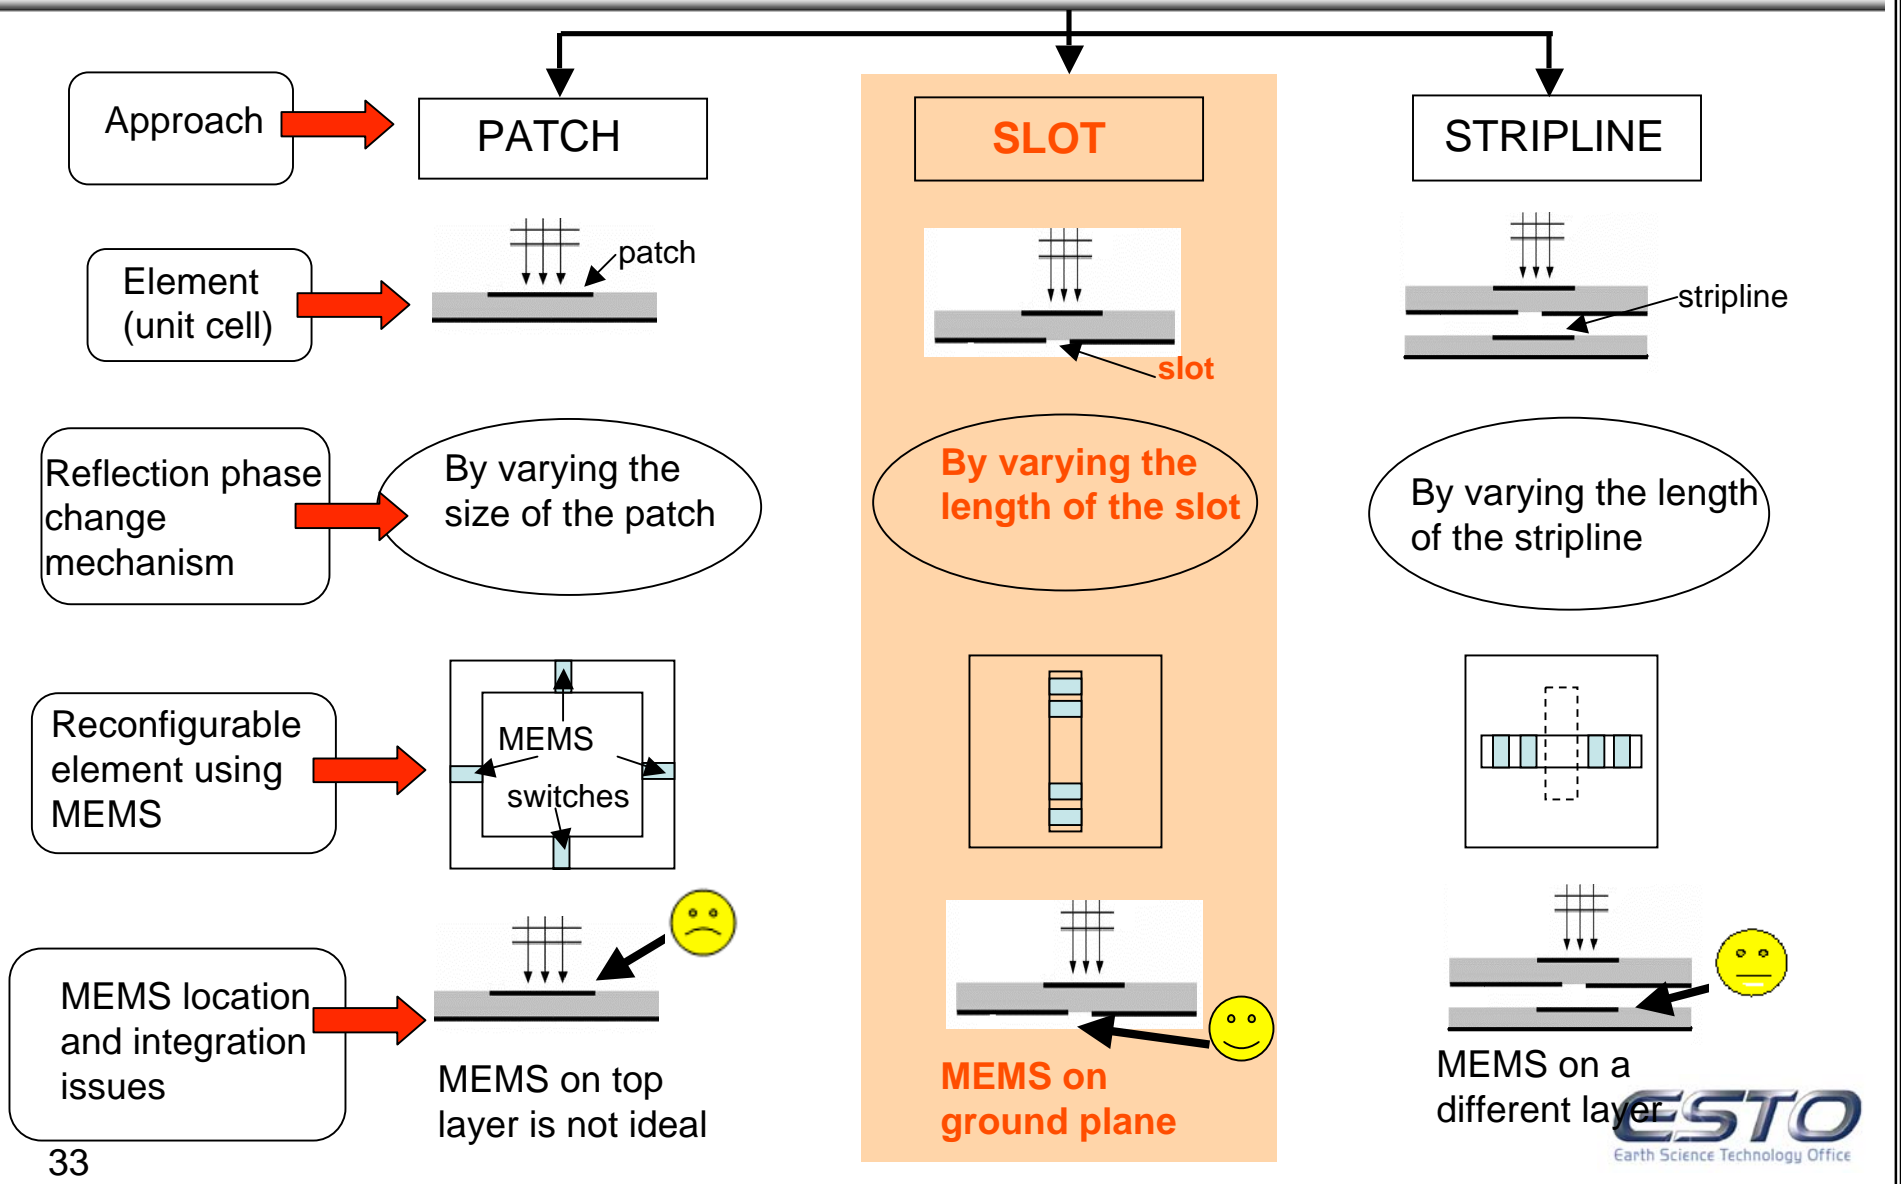 Approach
PATCH
SLOT
STRIPLINE
Element
(unit cell)
patch
slot
stripline
Reflection phase
change
mechanism
By varying the
size of the patch
By varying the
length of the slot
By varying the length
of the stripline
Reconfigurable
element using
MEMS
MEMS
switches
MEMS location
and integration
issues
MEMS on top
layer is not ideal
MEMS on
ground plane
MEMS on a
different layer
ESTO
Earth Science Technology Office
33